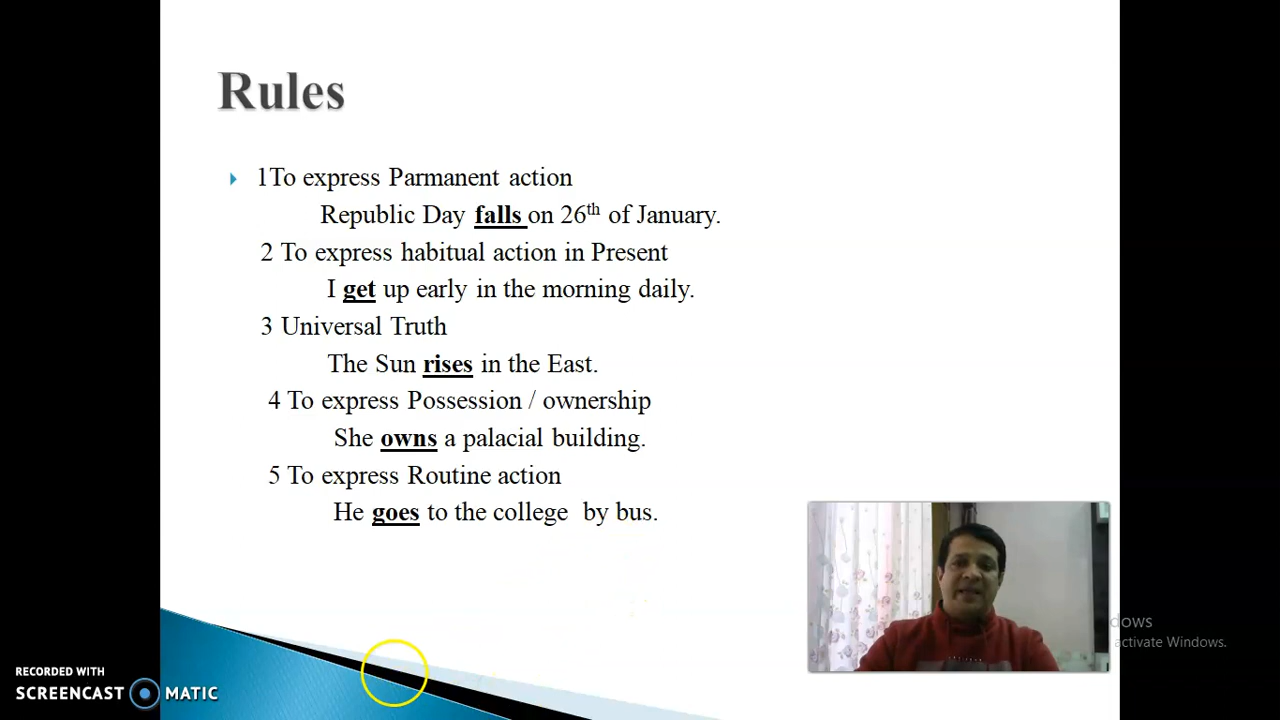 Rules
1To express Parmanent action
Republic Day falls on 26th of January.
2 To express habitual action in Present
I get up early in the morning daily.
3 Universal Truth
The Sun rises in the East.
4 To express Possession / ownership
She owns a palacial building.
5 To express Routine action
He goes to the college by bus.
dows
activate Windows.
RECORDED WITH
SCREENCAST MATIC